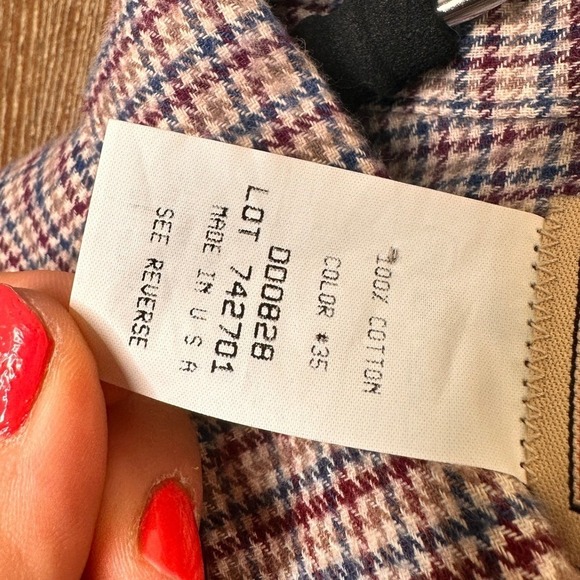 100% COTTON
COLOR #35
D00828
LOT 742701
MADE IN U S A
SEE REVERSE